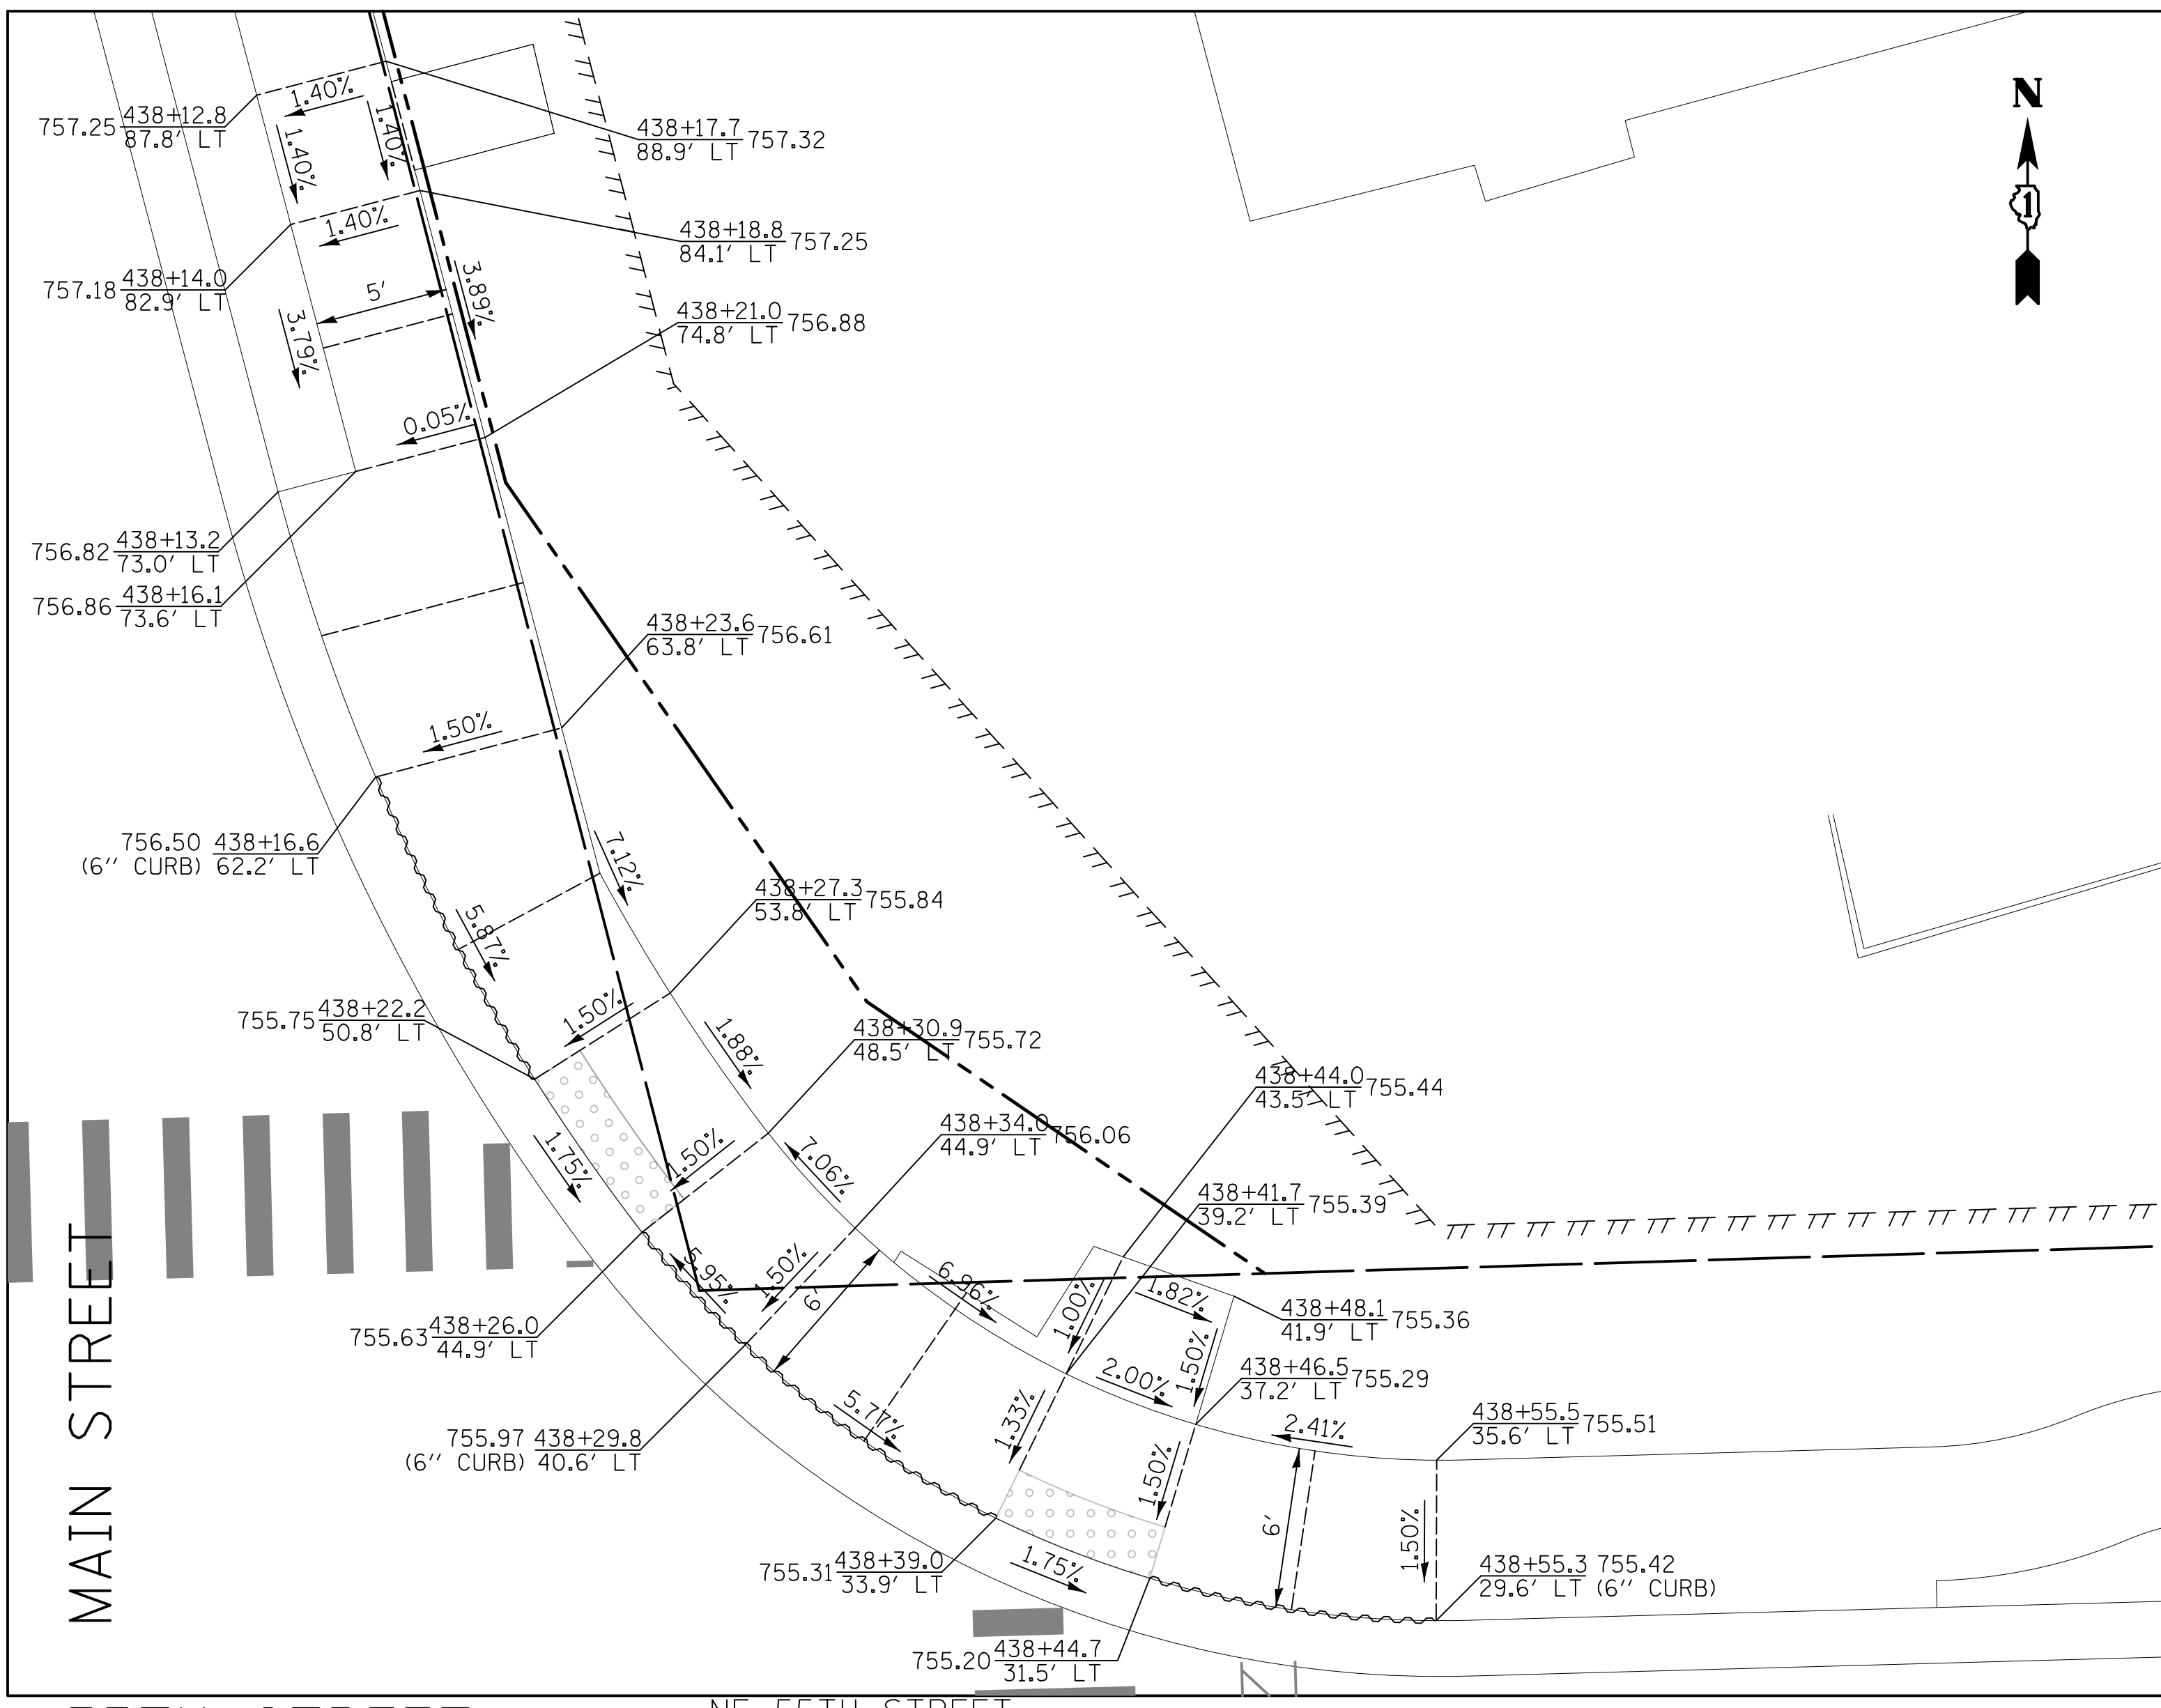 N
1
1.40%
438+12.8
757.25
87.8' LT
1.40%
1.40%
438+17.7
757.32
88.9' LT
1.40%
438+18.8
757.25
84.1' LT
438+14.0
757.18
82.9' LT
5'
3.89%
3.79%
438+21.0
756.88
74.8' LT
0.05%
438+13.2
756.82
73.0' LT
438+16.1
756.86
73.6' LT
438+23.6
756.61
63.8' LT
1.50%
756.50 438+16.6
(6'' CURB) 62.2' LT
7.12%
438+27.3
755.84
53.8' LT
5.87%
438+22.2
755.75
50.8' LT
1.50%
1.88%
438+30.9
755.72
48.5' LT
438+44.0
755.44
43.5' LT
438+34.0
756.06
44.9' LT
1.75%
1.50%
7.06%
438+41.7
755.39
39.2' LT
5.95%
1.50%
6'
6.96%
1.00%
1.82%
438+48.1
755.36
41.9' LT
438+26.0
755.63
44.9' LT
1.50%
438+46.5
755.29
37.2' LT
2.00%
5.77%
1.33%
2.41%
438+55.5
755.51
35.6' LT
755.97 438+29.8
(6'' CURB) 40.6' LT
1.50%
6'
1.50%
438+39.0
755.31
33.9' LT
1.75%
438+55.3 755.42
29.6' LT (6'' CURB)
438+44.7
755.20
31.5' LT
MAIN STREET
NE 55TH STREET